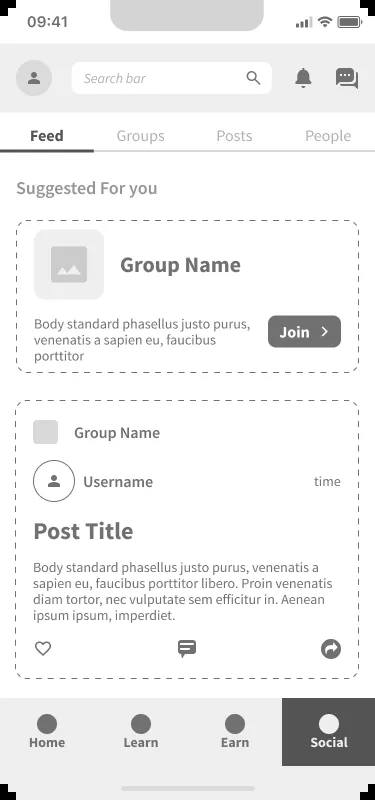 09:41
Search bar
Feed Groups Posts People
Suggested For you
Group Name
Body standard phasellus justo purus,
venenatis a sapien eu, faucibus
porttitor
Join
Group Name
Username time
Post Title
Body standard phasellus justo purus, venenatis a
sapien eu, faucibus porttitor libero. Proin venenatis
diam tortor, nec vulputate sem efficitur in. Aenean
ipsum ipsum, imperdiet.
Home Learn Earn Social